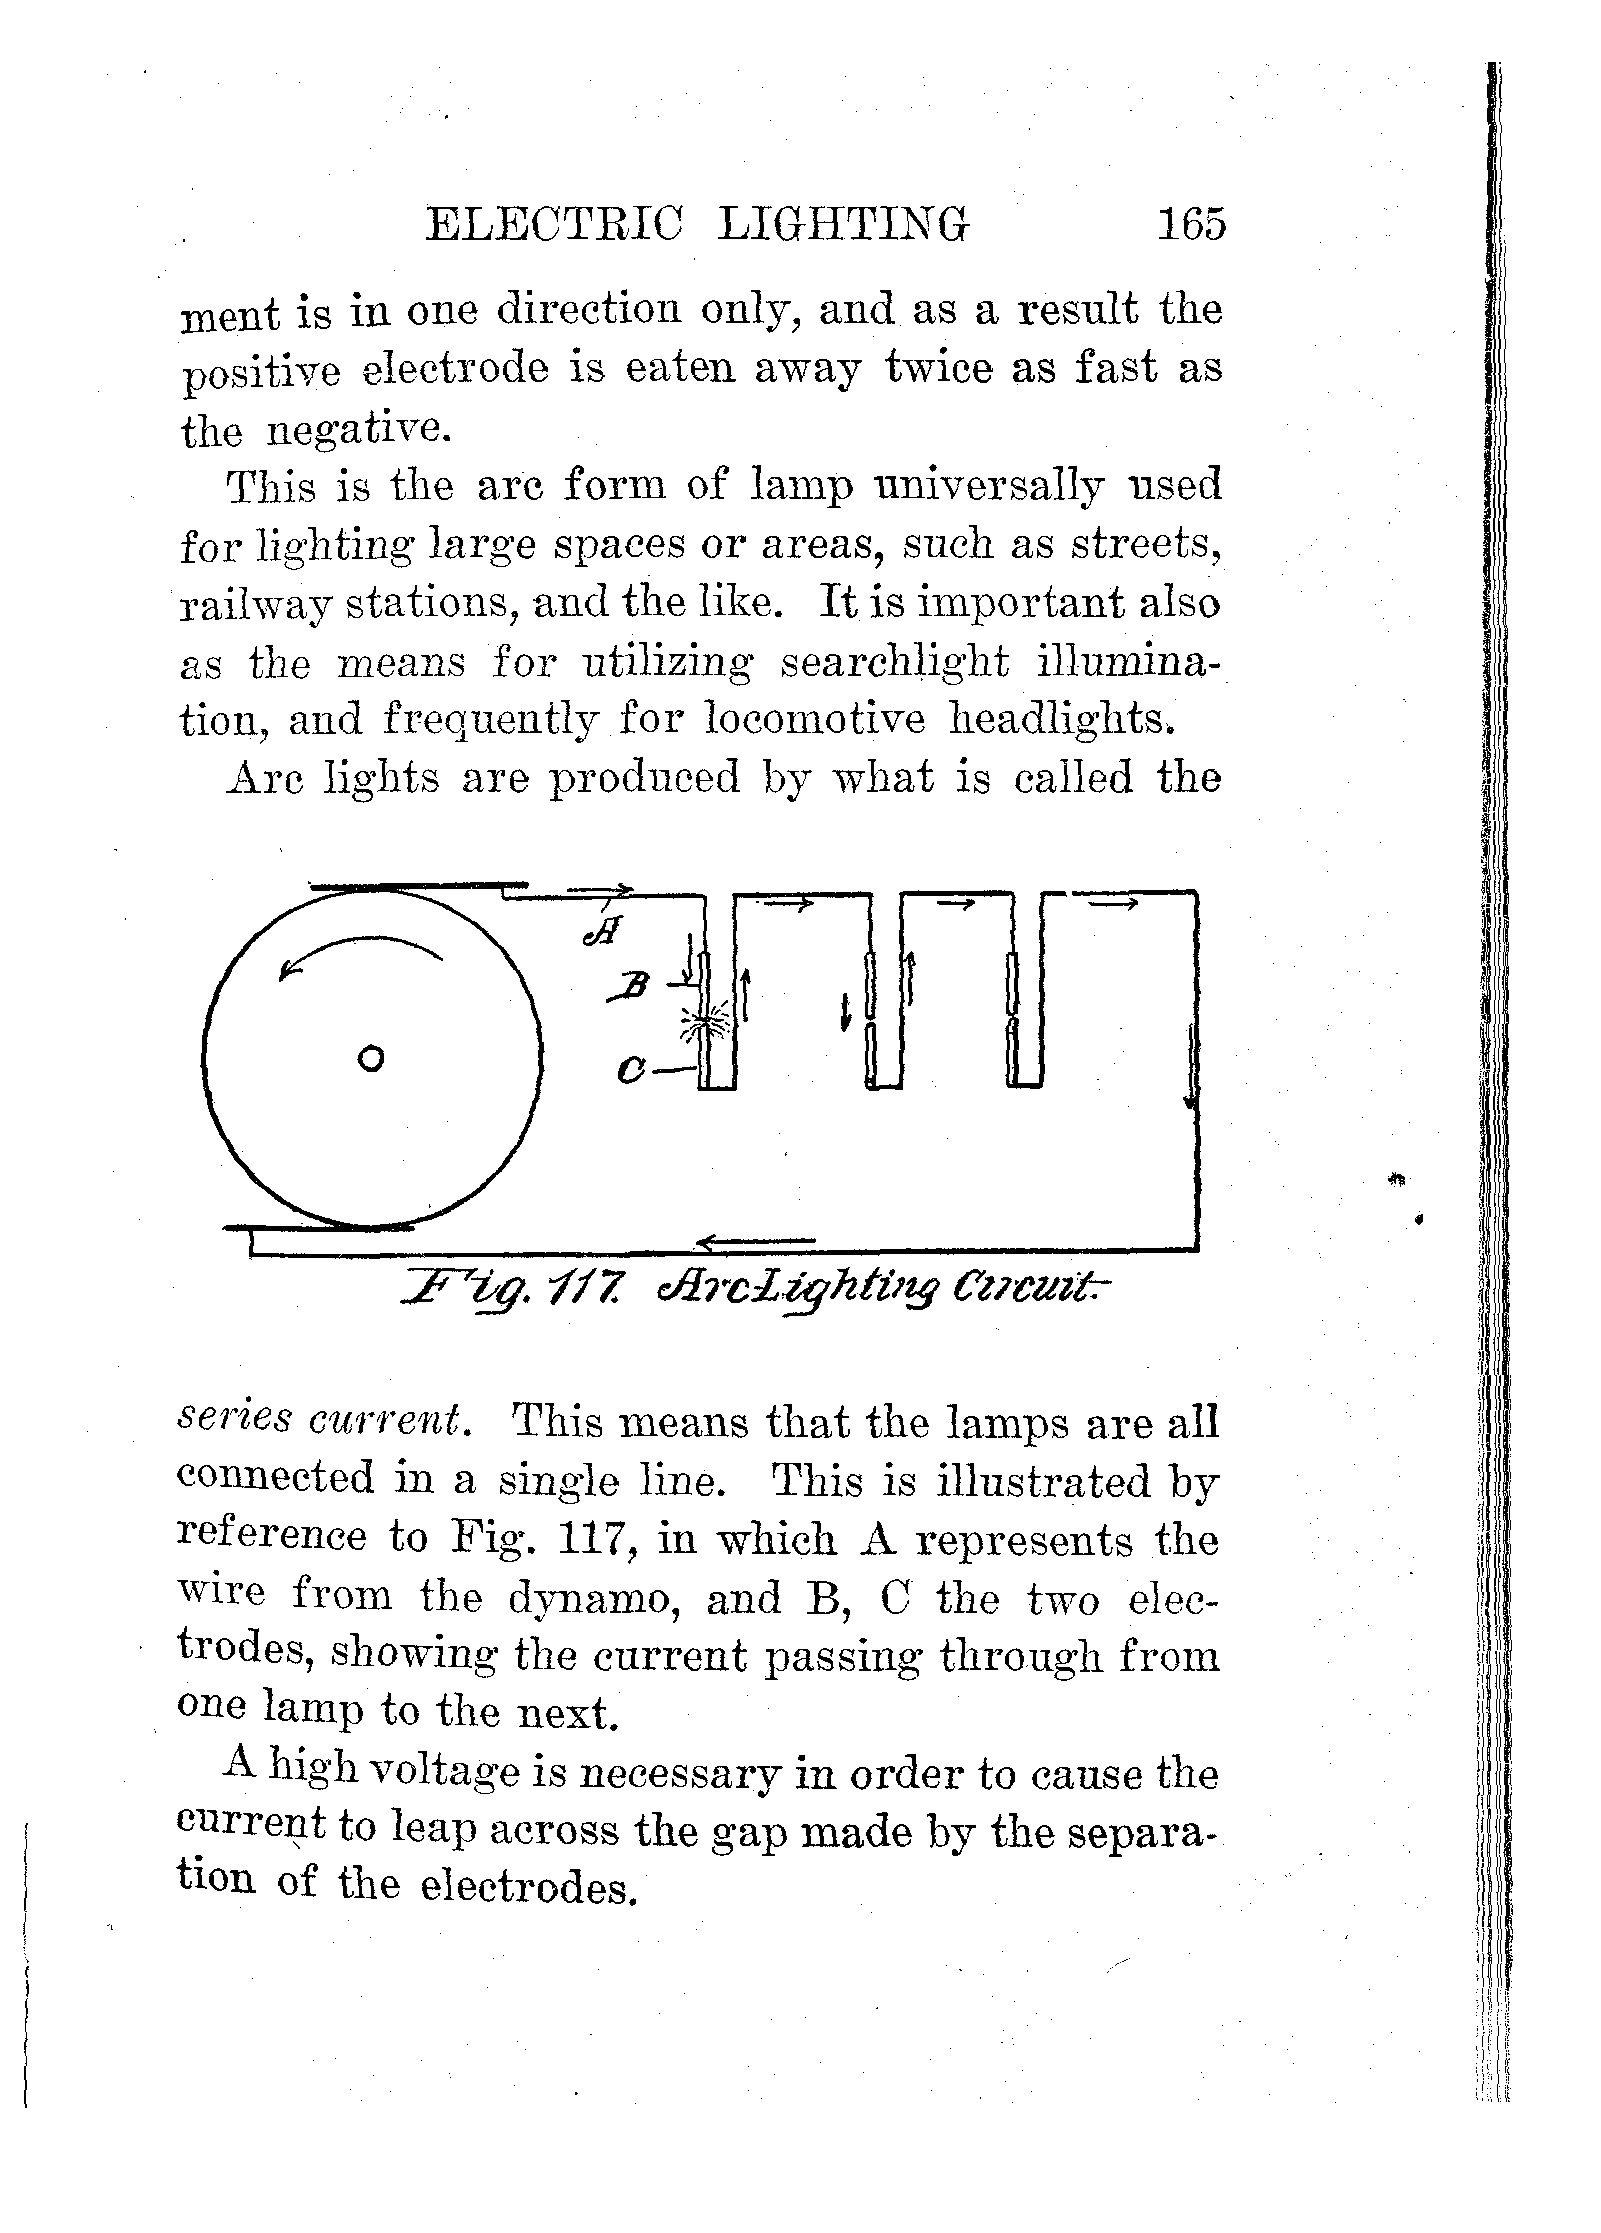 ELECTRIC LIGHTING 165
ment is in one direction only, and as a result the
positive electrode is eaten away twice as fast as
the negative.
This is the arc form of lamp universally used
for lighting large spaces or areas, such as streets,
railway stations, and the like. It is important also
as the means for utilizing searchlight illumina-
tion, and frequently for locomotive headlights.
Arc lights are produced by what is called the
A
B
C
Fig. 117. Arc Lighting Circuit.
series current. This means that the lamps are all
connected in a single line. This is illustrated by
reference to Fig. 117, in which A represents the
wire from the dynamo, and B, C the two elec-
trodes, showing the current passing through from
one lamp to the next.
A high voltage is necessary in order to cause the
current to leap across the gap made by the separa-
tion of the electrodes.